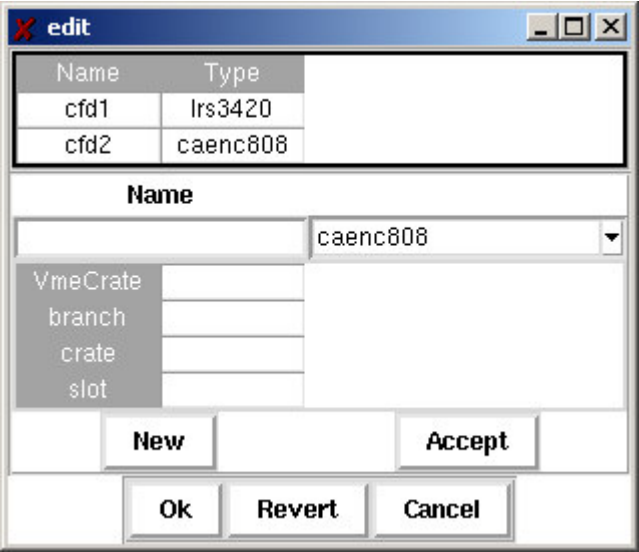 edit
Name Type
cfd1 lrs3420
cfd2 caenc808
Name
caenc808
VmeCrate
branch
crate
slot
New Accept
Ok Revert Cancel